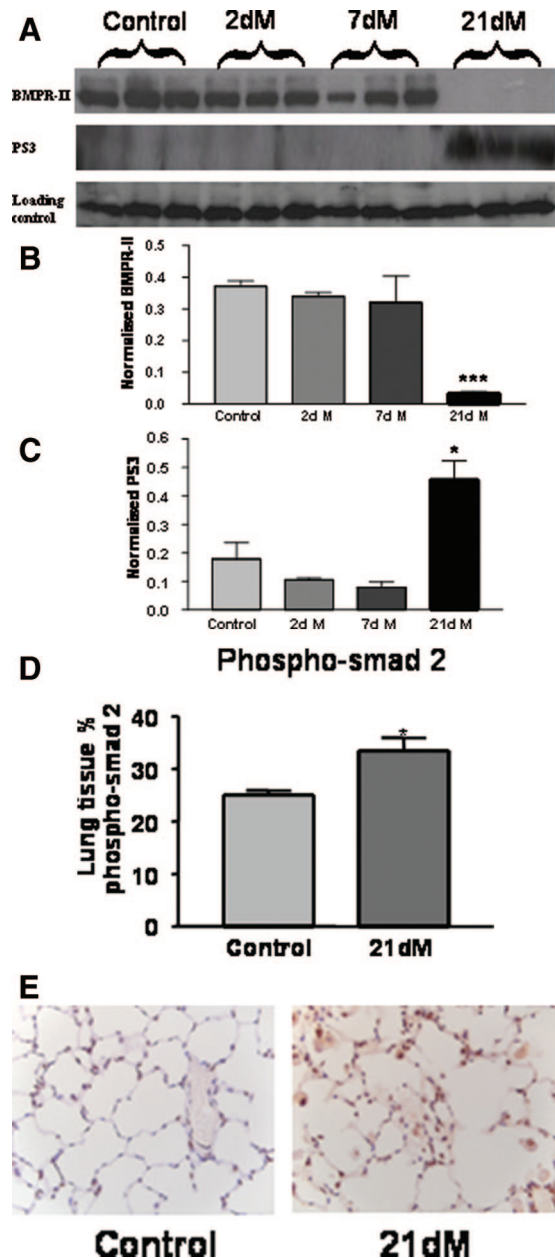 A
Control 2dM 7dM 21dM
BMPR-II
PS3
Loading
control
B
Normalised BMPR-II
0.5
0.4
0.3
0.2
0.1
0.0
***
Control 2d M 7d M 21d M
C
Normalised PS3
0.6
0.5
0.4
0.3
0.2
0.1
0.0
*
Control 2d M 7d M 21d M
Phospho-smad 2
D
Lung tissue %
phospho-smad 2
40
30
20
10
0
*
Control 21dM
E
Control 21dM